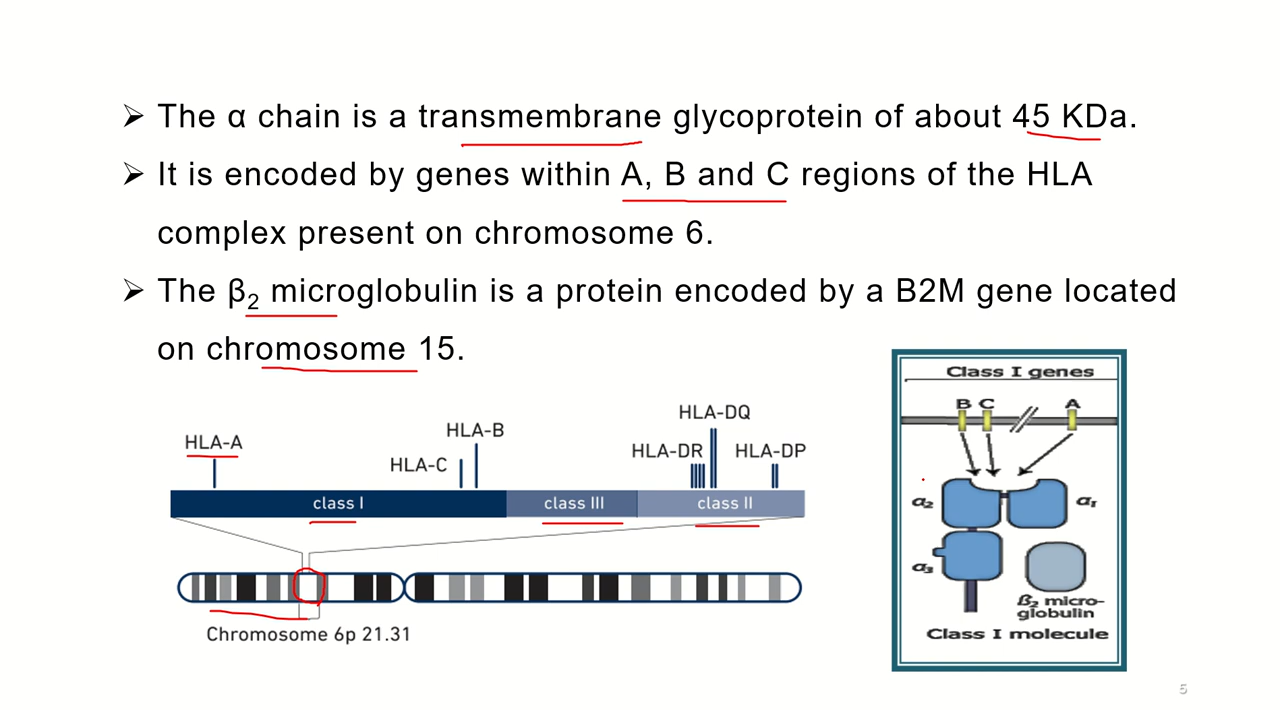 ➢ The α chain is a transmembrane glycoprotein of about 45 KDa.
➢ It is encoded by genes within A, B and C regions of the HLA
complex present on chromosome 6.
➢ The β₂ microglobulin is a protein encoded by a B2M gene located
on chromosome 15.
HLA-A
HLA-C
HLA-B
HLA-DR
HLA-DQ
HLA-DP
class I
class III
class II
Chromosome 6p 21.31
Class I genes
B C A
α₂
α₁
α₃
β₂ micro-
globulin
Class I molecule
5